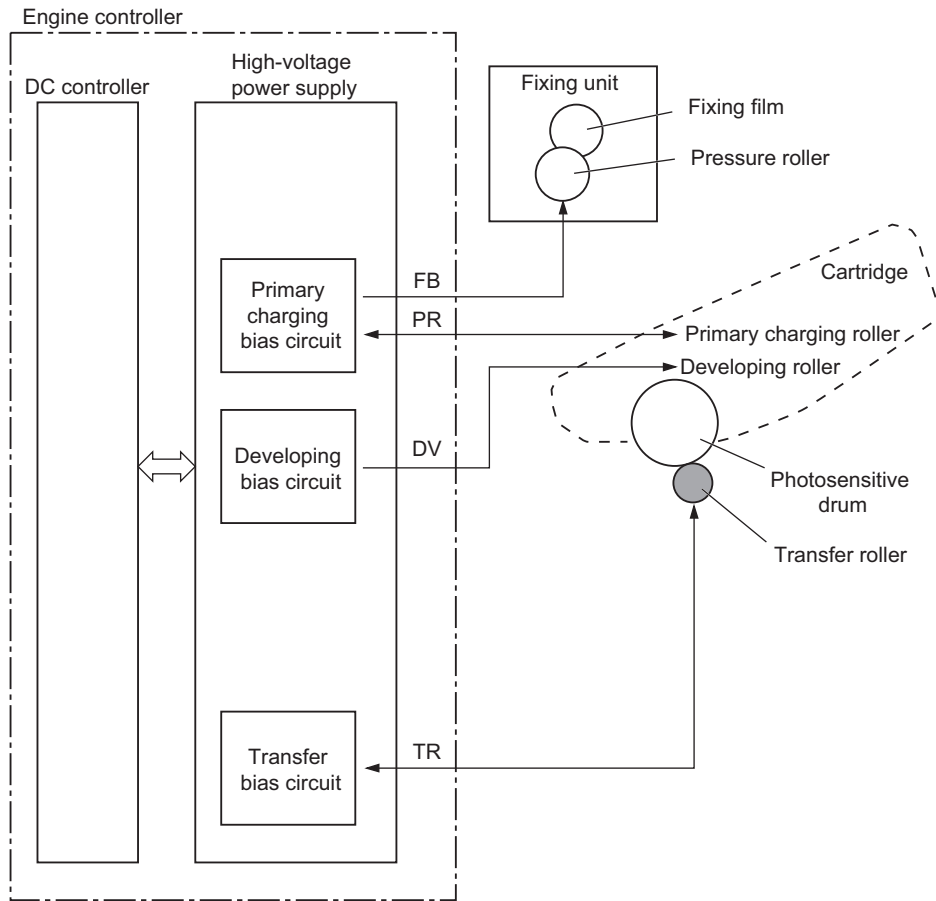 Engine controller
DC controller
High-voltage
power supply
Fixing unit
Fixing film
Pressure roller
Primary
charging
bias circuit
FB
PR
Cartridge
Primary charging roller
Developing roller
Developing
bias circuit
DV
Photosensitive
drum
Transfer roller
Transfer
bias circuit
TR